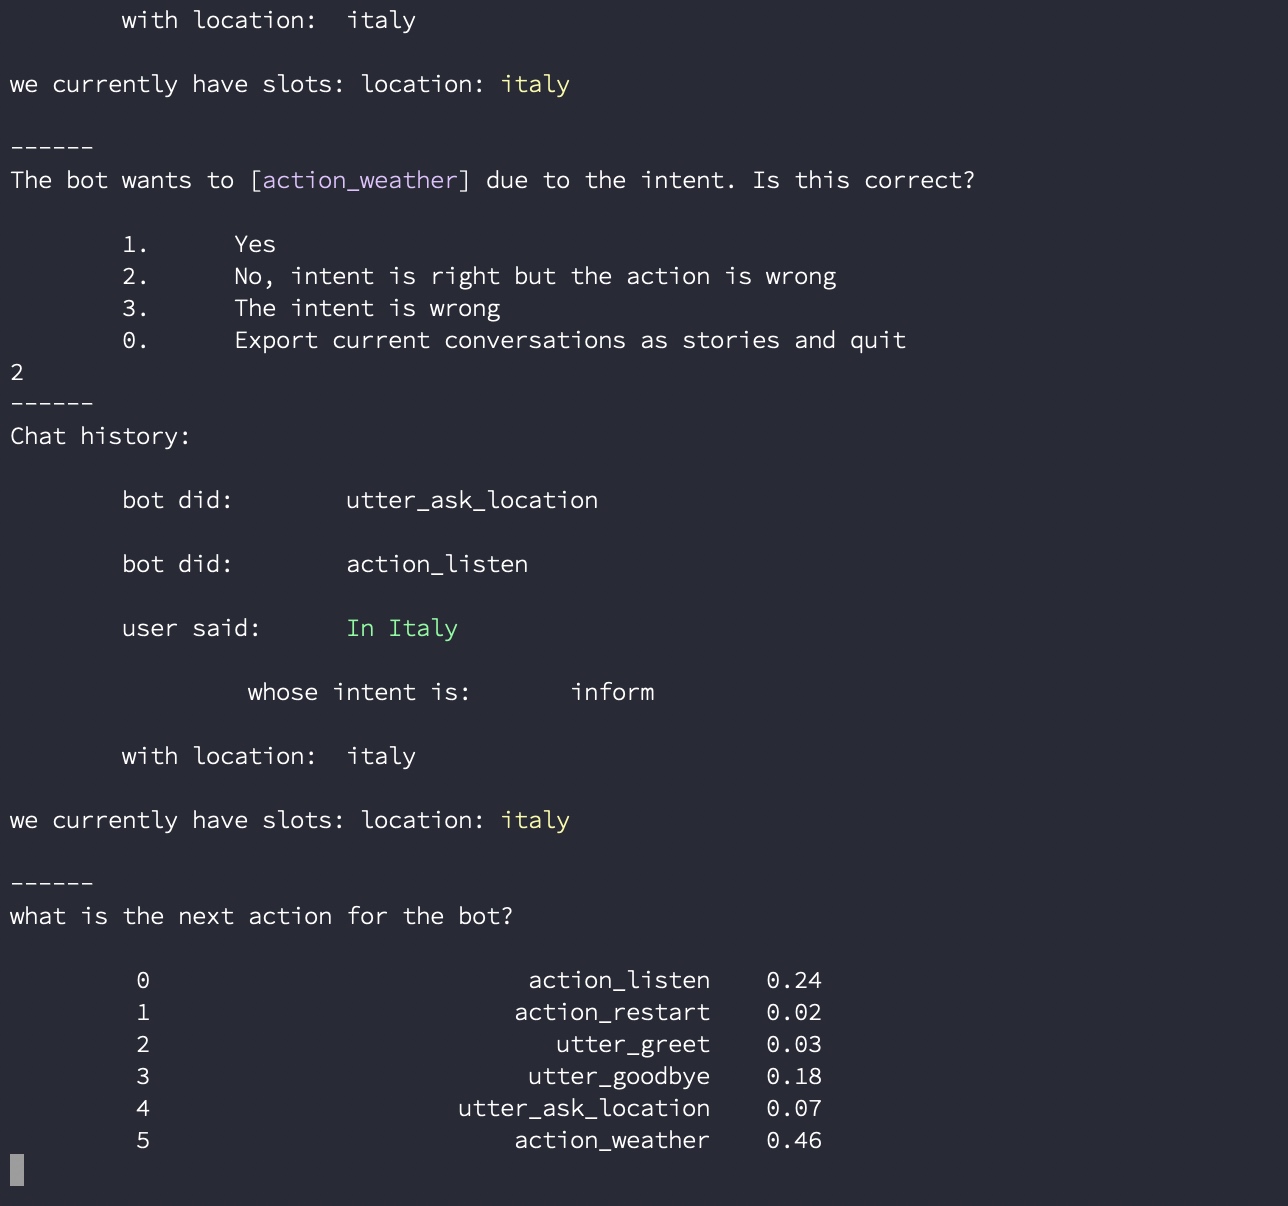 with location: italy
we currently have slots: location: italy
------
The bot wants to [action_weather] due to the intent. Is this correct?
1. Yes
2. No, intent is right but the action is wrong
3. The intent is wrong
0. Export current conversations as stories and quit
2
------
Chat history:
bot did: utter_ask_location
bot did: action_listen
user said: In Italy
whose intent is: inform
with location: italy
we currently have slots: location: italy
------
what is the next action for the bot?
0 action_listen 0.24
1 action_restart 0.02
2 utter_greet 0.03
3 utter_goodbye 0.18
4 utter_ask_location 0.07
5 action_weather 0.46